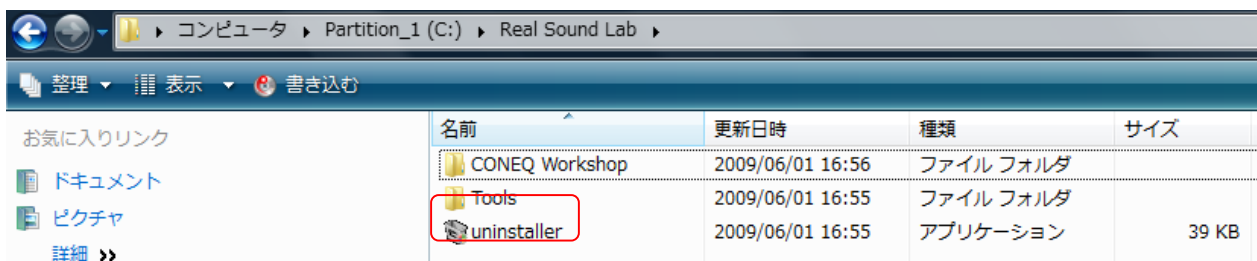 コンピュータ ▸ Partition_1 (C:) ▸ Real Sound Lab ▸
整理 ▼ 表示 ▼ 書き込む
お気に入りリンク
ドキュメント
ピクチャ
詳細 »
名前 更新日時 種類 サイズ
CONEQ Workshop 2009/06/01 16:56 ファイル フォルダ
Tools 2009/06/01 16:55 ファイル フォルダ
uninstaller 2009/06/01 16:55 アプリケーション 39 KB